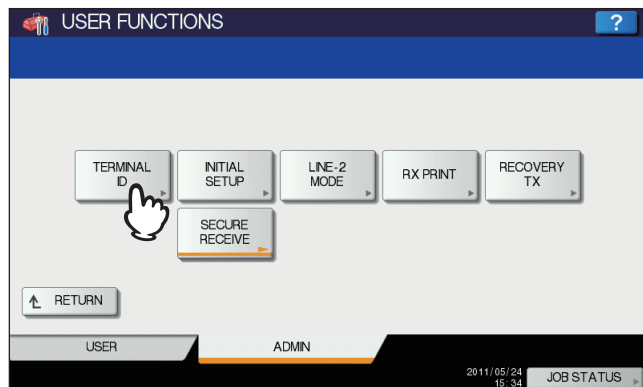 USER FUNCTIONS
?
TERMINAL
ID
INITIAL
SETUP
LINE-2
MODE
RX PRINT
RECOVERY
TX
SECURE
RECEIVE
RETURN
USER
ADMIN
2011/05/24
15:34
JOB STATUS